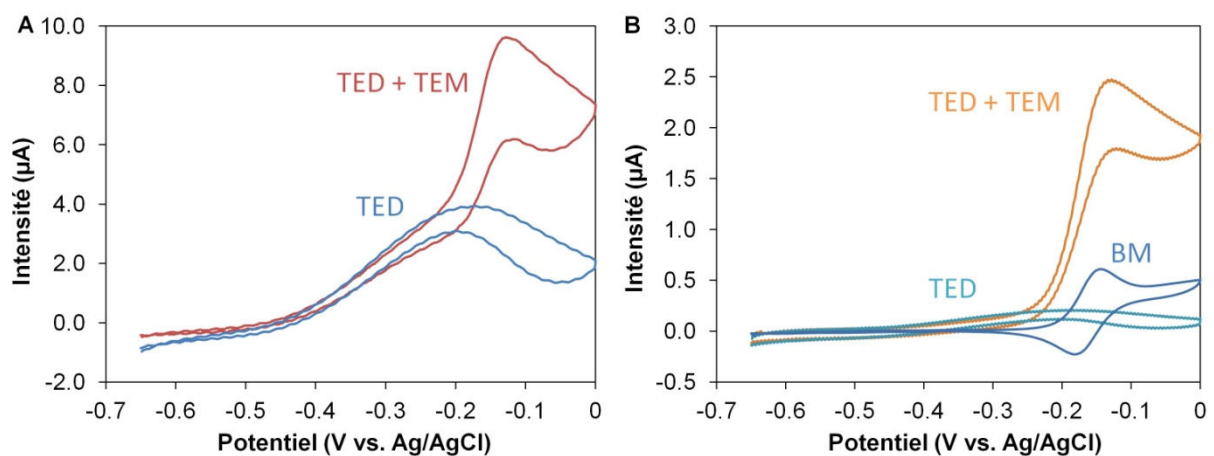 A
10.0
8.0
6.0
4.0
2.0
0.0
-2.0
Intensité (µA)
TED + TEM
TED
-0.7 -0.6 -0.5 -0.4 -0.3 -0.2 -0.1 0
Potentiel (V vs. Ag/AgCl)
B
3.0
2.5
2.0
1.5
1.0
0.5
0.0
-0.5
Intensité (µA)
TED + TEM
BM
TED
-0.7 -0.6 -0.5 -0.4 -0.3 -0.2 -0.1 0
Potentiel (V vs. Ag/AgCl)